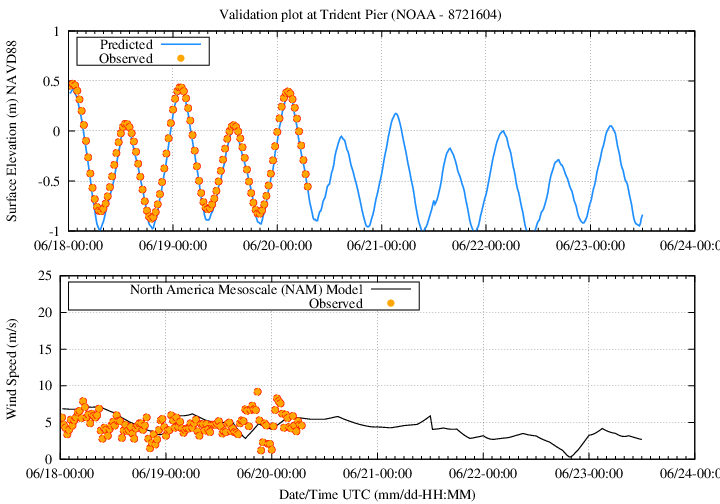 Validation plot at Trident Pier (NOAA - 8721604)
Surface Elevation (m) NAVD88
Predicted
Observed
1
0.5
0
-0.5
-1
06/18-00:00 06/19-00:00 06/20-00:00 06/21-00:00 06/22-00:00 06/23-00:00 06/24-00:0
Wind Speed (m/s)
North America Mesoscale (NAM) Model
Observed
25
20
15
10
5
0
06/18-00:00 06/19-00:00 06/20-00:00 06/21-00:00 06/22-00:00 06/23-00:00 06/24-00:0
Date/Time UTC (mm/dd-HH:MM)